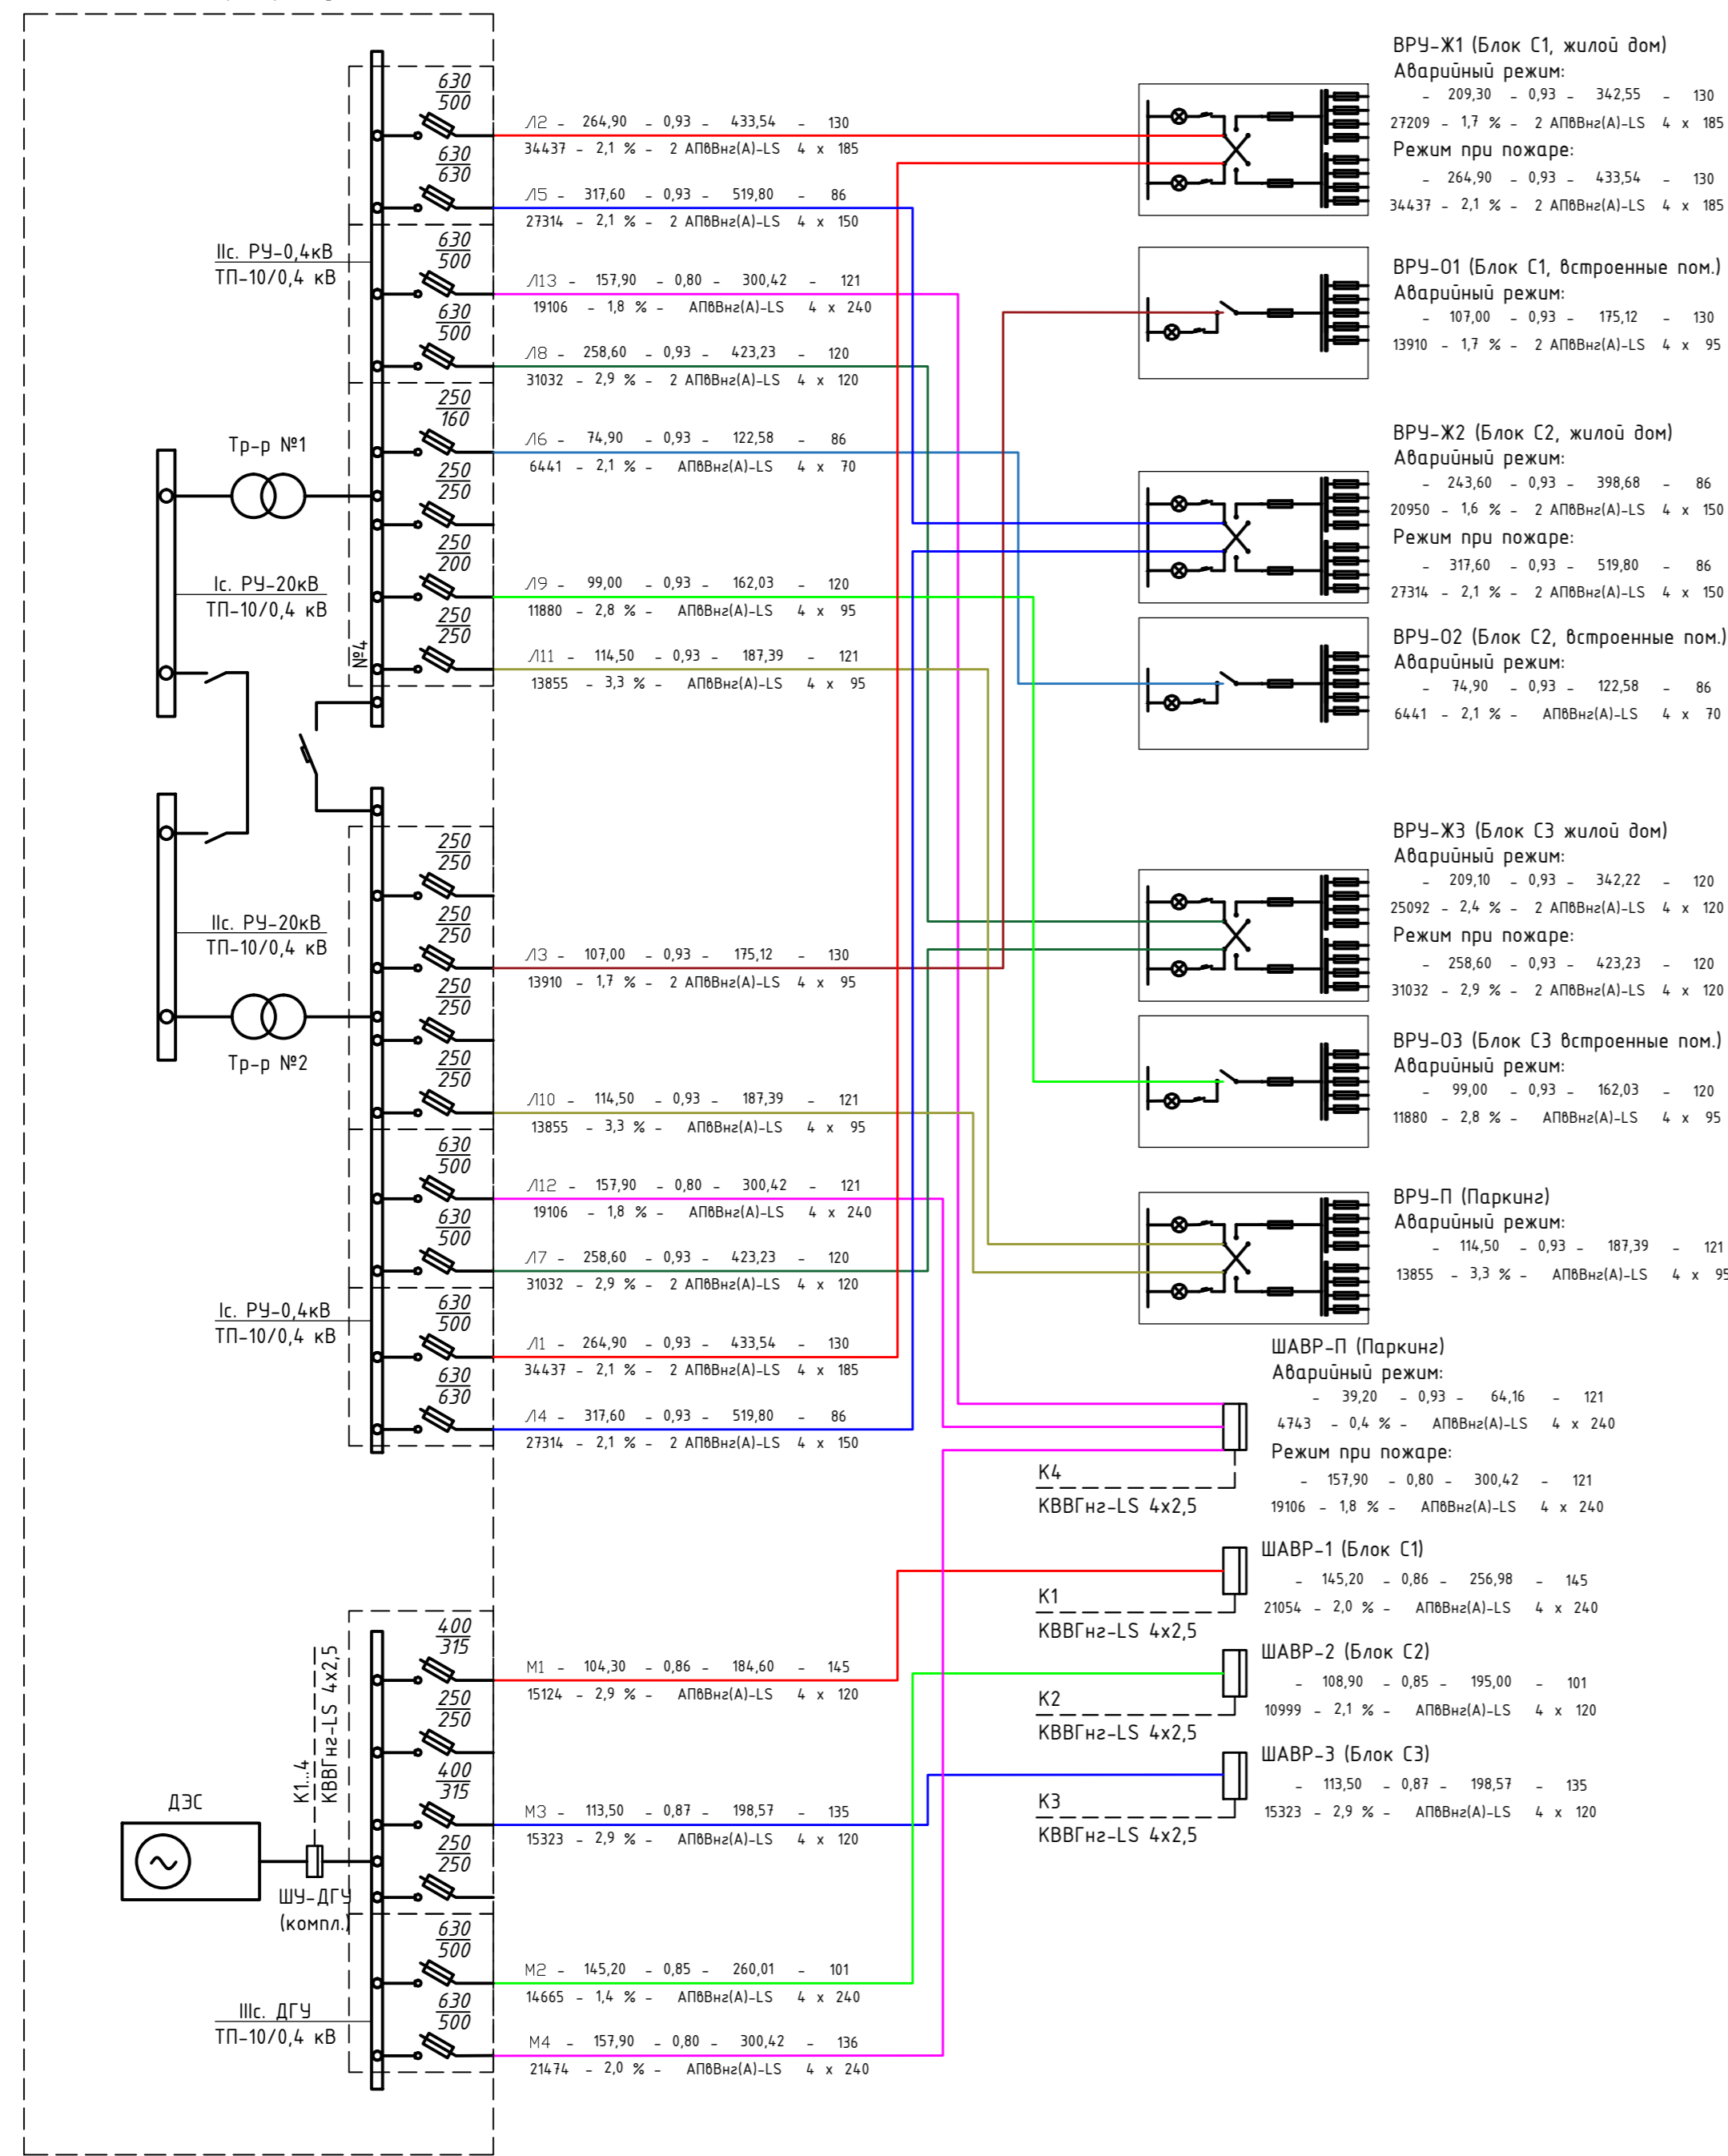 630
500
Л2 - 264,90 - 0,93 - 433,54 - 130
34437 - 2,1 % - 2 АПвВнг(А)-LS 4 х 185
630
630
Л5 - 317,60 - 0,93 - 519,80 - 86
27314 - 2,1 % - 2 АПвВнг(А)-LS 4 х 150
IIс. РУ-0,4кВ
ТП-10/0,4 кВ
630
500
Л13 - 157,90 - 0,80 - 300,42 - 121
19106 - 1,8 % - АПвВнг(А)-LS 4 х 240
630
500
Л8 - 258,60 - 0,93 - 423,23 - 120
31032 - 2,9 % - 2 АПвВнг(А)-LS 4 х 120
250
160
Л6 - 74,90 - 0,93 - 122,58 - 86
6441 - 2,1 % - АПвВнг(А)-LS 4 х 70
Тр-р №1
250
250
250
200
Iс. РУ-20кВ
ТП-10/0,4 кВ
Л9 - 99,00 - 0,93 - 162,03 - 120
11880 - 2,8 % - АПвВнг(А)-LS 4 х 95
250
250
№4
Л11 - 114,50 - 0,93 - 187,39 - 121
13855 - 3,3 % - АПвВнг(А)-LS 4 х 95
250
250
250
250
IIс. РУ-20кВ
ТП-10/0,4 кВ
Л3 - 107,00 - 0,93 - 175,12 - 130
13910 - 1,7 % - 2 АПвВнг(А)-LS 4 х 95
250
250
Тр-р №2
250
250
Л10 - 114,50 - 0,93 - 187,39 - 121
13855 - 3,3 % - АПвВнг(А)-LS 4 х 95
630
500
Л12 - 157,90 - 0,80 - 300,42 - 121
19106 - 1,8 % - АПвВнг(А)-LS 4 х 240
630
500
Л7 - 258,60 - 0,93 - 423,23 - 120
31032 - 2,9 % - 2 АПвВнг(А)-LS 4 х 120
Iс. РУ-0,4кВ
ТП-10/0,4 кВ
630
500
Л1 - 264,90 - 0,93 - 433,54 - 130
34437 - 2,1 % - 2 АПвВнг(А)-LS 4 х 185
630
630
Л4 - 317,60 - 0,93 - 519,80 - 86
27314 - 2,1 % - 2 АПвВнг(А)-LS 4 х 150
400
315
М1 - 104,30 - 0,86 - 184,60 - 145
15124 - 2,9 % - АПвВнг(А)-LS 4 х 120
250
250
К1...4
КВВГнг-LS 4х2,5
400
315
М3 - 113,50 - 0,87 - 198,57 - 135
15323 - 2,9 % - АПвВнг(А)-LS 4 х 120
ДЭС
250
250
ШУ-ДГУ
(компл.)
630
500
М2 - 145,20 - 0,85 - 260,01 - 101
14665 - 1,4 % - АПвВнг(А)-LS 4 х 240
IIIс. ДГУ
ТП-10/0,4 кВ
630
500
М4 - 157,90 - 0,80 - 300,42 - 136
21474 - 2,0 % - АПвВнг(А)-LS 4 х 240
ВРУ-Ж1 (Блок С1, жилой дом)
Аварийный режим:
- 209,30 - 0,93 - 342,55 - 130
27209 - 1,7 % - 2 АПвВнг(А)-LS 4 х 185
Режим при пожаре:
- 264,90 - 0,93 - 433,54 - 130
34437 - 2,1 % - 2 АПвВнг(А)-LS 4 х 185
ВРУ-О1 (Блок С1, встроенные пом.)
Аварийный режим:
- 107,00 - 0,93 - 175,12 - 130
13910 - 1,7 % - 2 АПвВнг(А)-LS 4 х 95
ВРУ-Ж2 (Блок С2, жилой дом)
Аварийный режим:
- 243,60 - 0,93 - 398,68 - 86
20950 - 1,6 % - 2 АПвВнг(А)-LS 4 х 150
Режим при пожаре:
- 317,60 - 0,93 - 519,80 - 86
27314 - 2,1 % - 2 АПвВнг(А)-LS 4 х 150
ВРУ-О2 (Блок С2, встроенные пом.)
Аварийный режим:
- 74,90 - 0,93 - 122,58 - 86
6441 - 2,1 % - АПвВнг(А)-LS 4 х 70
ВРУ-Ж3 (Блок С3 жилой дом)
Аварийный режим:
- 209,10 - 0,93 - 342,22 - 120
25092 - 2,4 % - 2 АПвВнг(А)-LS 4 х 120
Режим при пожаре:
- 258,60 - 0,93 - 423,23 - 120
31032 - 2,9 % - 2 АПвВнг(А)-LS 4 х 120
ВРУ-О3 (Блок С3 встроенные пом.)
Аварийный режим:
- 99,00 - 0,93 - 162,03 - 120
11880 - 2,8 % - АПвВнг(А)-LS 4 х 95
ВРУ-П (Паркинг)
Аварийный режим:
- 114,50 - 0,93 - 187,39 - 121
13855 - 3,3 % - АПвВнг(А)-LS 4 х 95
ШАВР-П (Паркинг)
Аварийный режим:
- 39,20 - 0,93 - 64,16 - 121
4743 - 0,4 % - АПвВнг(А)-LS 4 х 240
Режим при пожаре:
- 157,90 - 0,80 - 300,42 - 121
19106 - 1,8 % - АПвВнг(А)-LS 4 х 240
К4
КВВГнг-LS 4х2,5
ШАВР-1 (Блок С1)
- 145,20 - 0,86 - 256,98 - 145
21054 - 2,0 % - АПвВнг(А)-LS 4 х 240
К1
КВВГнг-LS 4х2,5
ШАВР-2 (Блок С2)
- 108,90 - 0,85 - 195,00 - 101
10999 - 2,1 % - АПвВнг(А)-LS 4 х 120
К2
КВВГнг-LS 4х2,5
ШАВР-3 (Блок С3)
- 113,50 - 0,87 - 198,57 - 135
15323 - 2,9 % - АПвВнг(А)-LS 4 х 120
К3
КВВГнг-LS 4х2,5